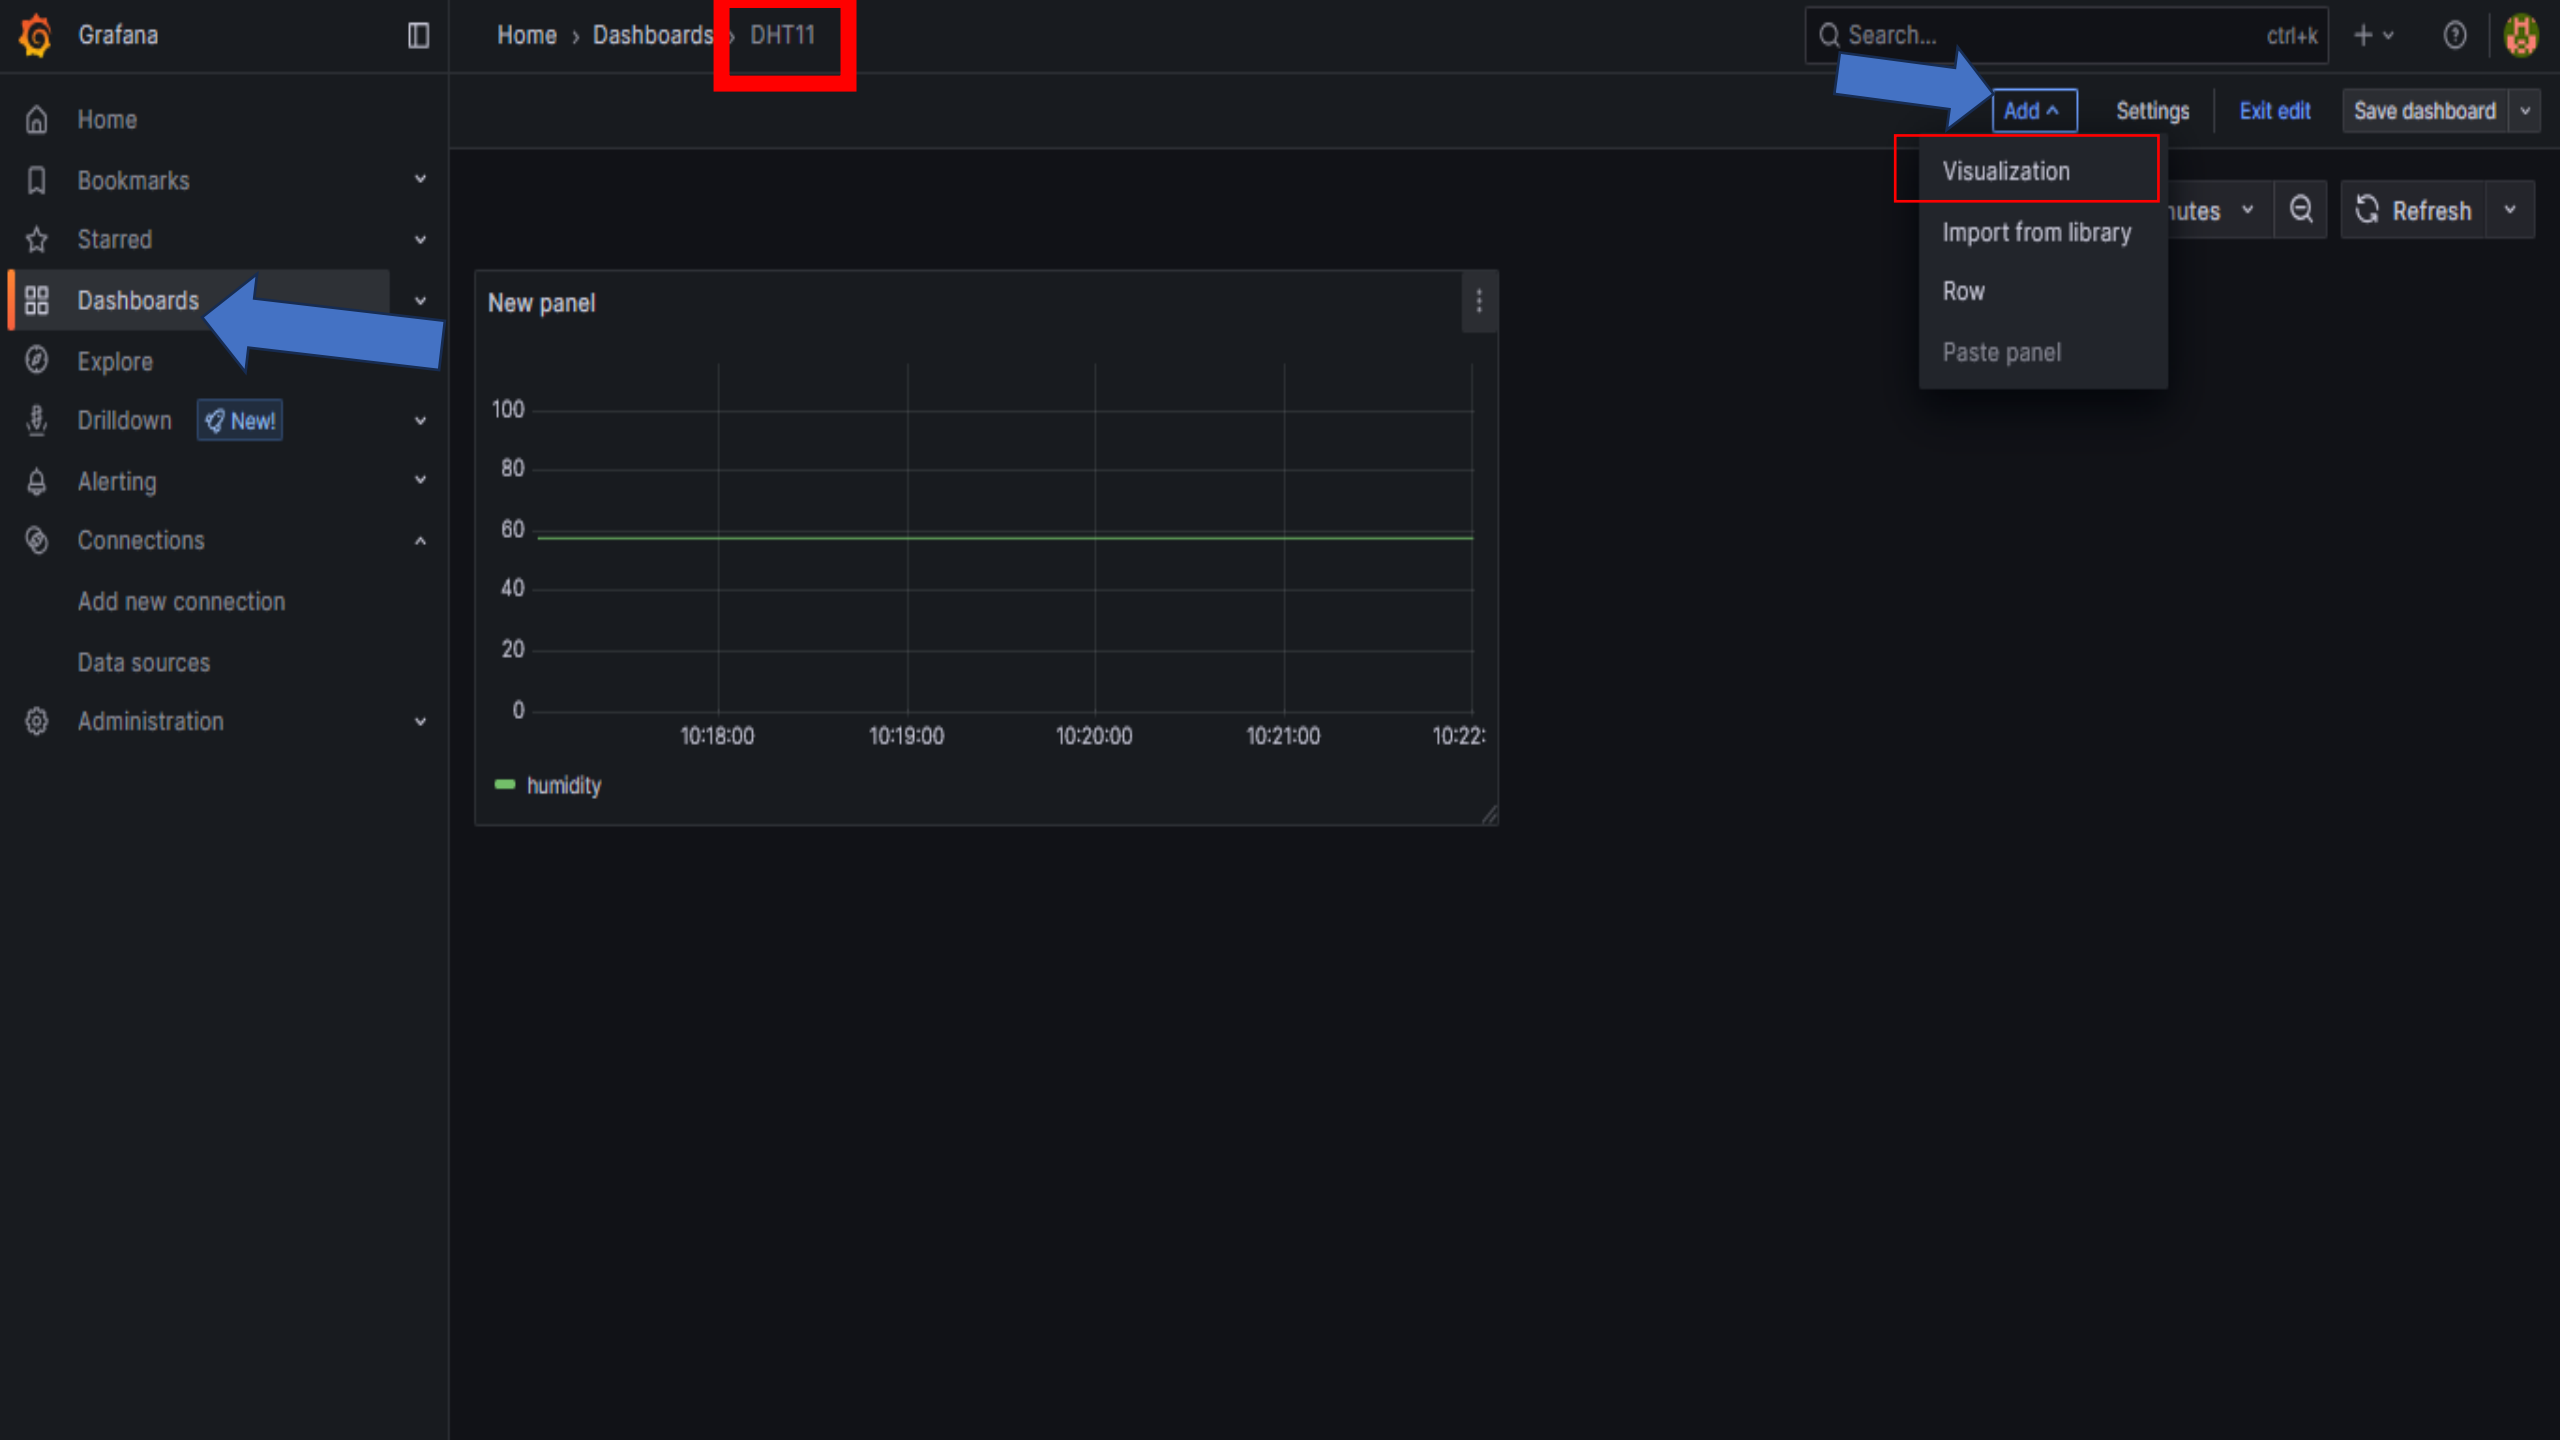 Grafana
Home › Dashboards › DHT11
Search...
ctrl+k
Add
Settings
Exit edit
Save dashboard
Home
Bookmarks
Starred
Dashboards
Explore
Drilldown
New!
Alerting
Connections
Add new connection
Data sources
Administration
Visualization
Import from library
Row
Paste panel
Refresh
New panel
100
80
60
40
20
0
10:18:00
10:19:00
10:20:00
10:21:00
10:22:
humidity